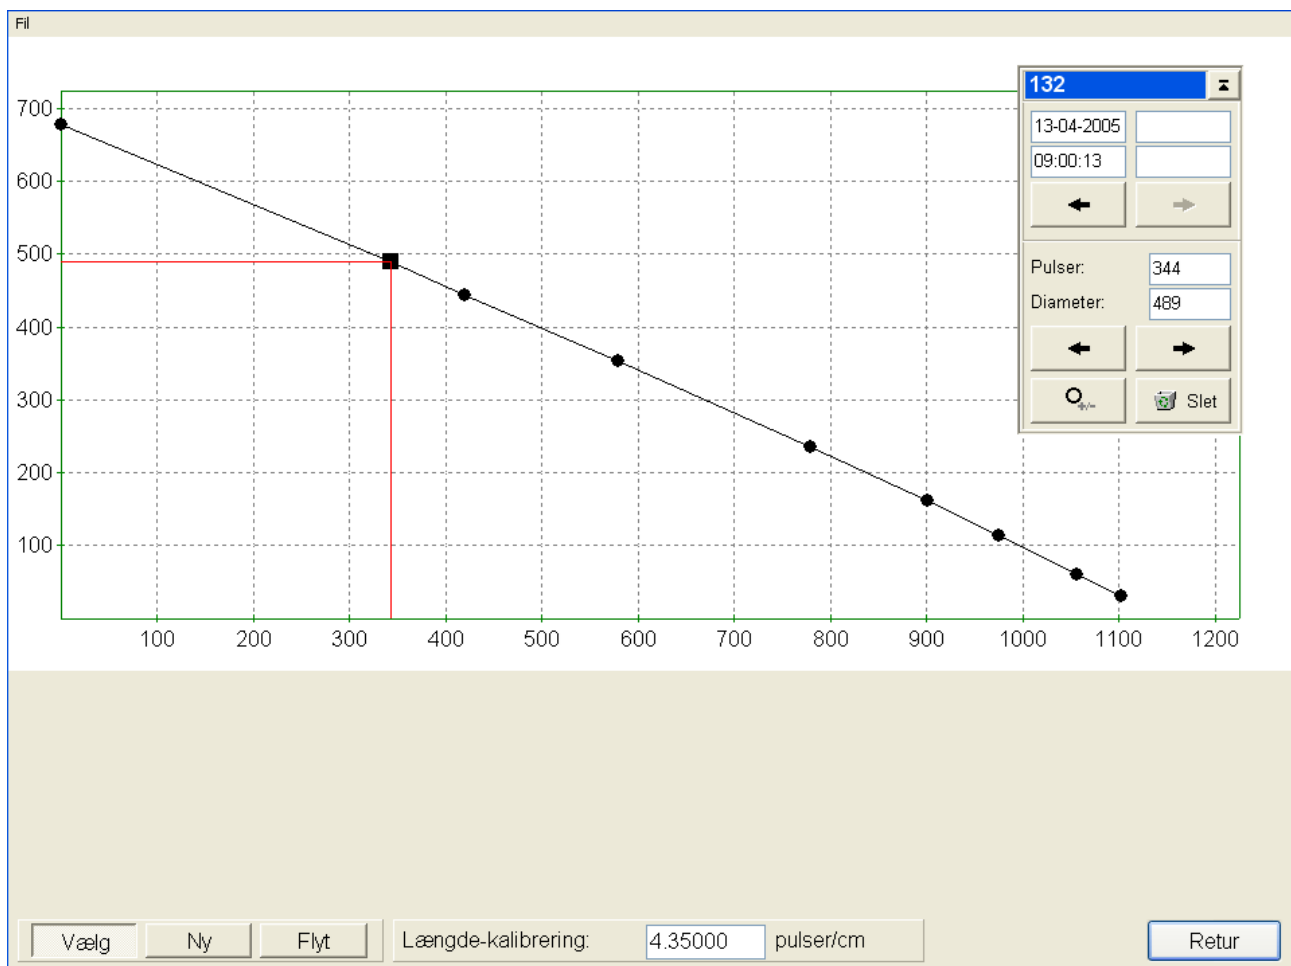 Fil
132
13-04-2005
09:00:13
Pulser: 344
Diameter: 489
Slet
700
600
500
400
300
200
100
100 200 300 400 500 600 700 800 900 1000 1100 1200
Vælg Ny Flyt Længde-kalibrering: 4.35000 pulser/cm Retur